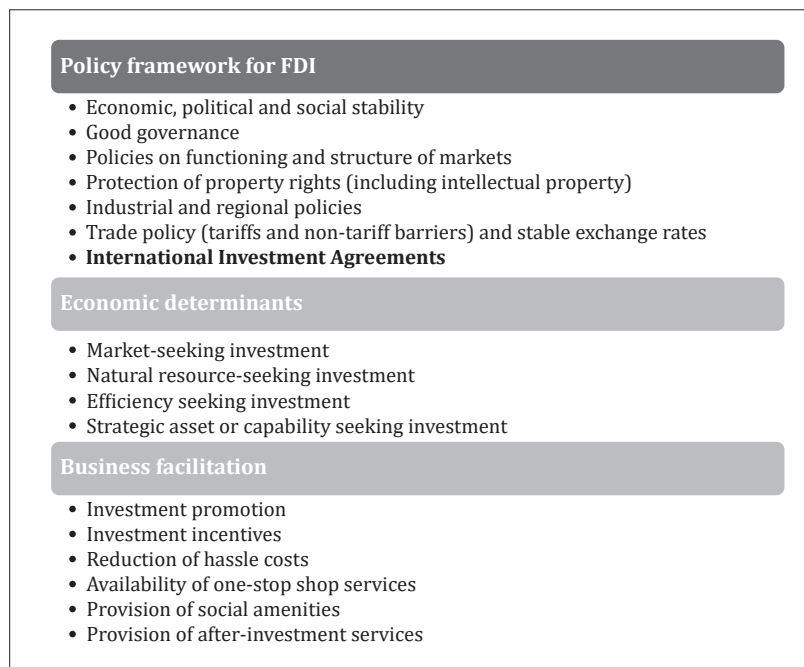 Policy framework for FDI
• Economic, political and social stability
• Good governance
• Policies on functioning and structure of markets
• Protection of property rights (including intellectual property)
• Industrial and regional policies
• Trade policy (tariffs and non-tariff barriers) and stable exchange rates
• International Investment Agreements
Economic determinants
• Market-seeking investment
• Natural resource-seeking investment
• Efficiency seeking investment
• Strategic asset or capability seeking investment
Business facilitation
• Investment promotion
• Investment incentives
• Reduction of hassle costs
• Availability of one-stop shop services
• Provision of social amenities
• Provision of after-investment services